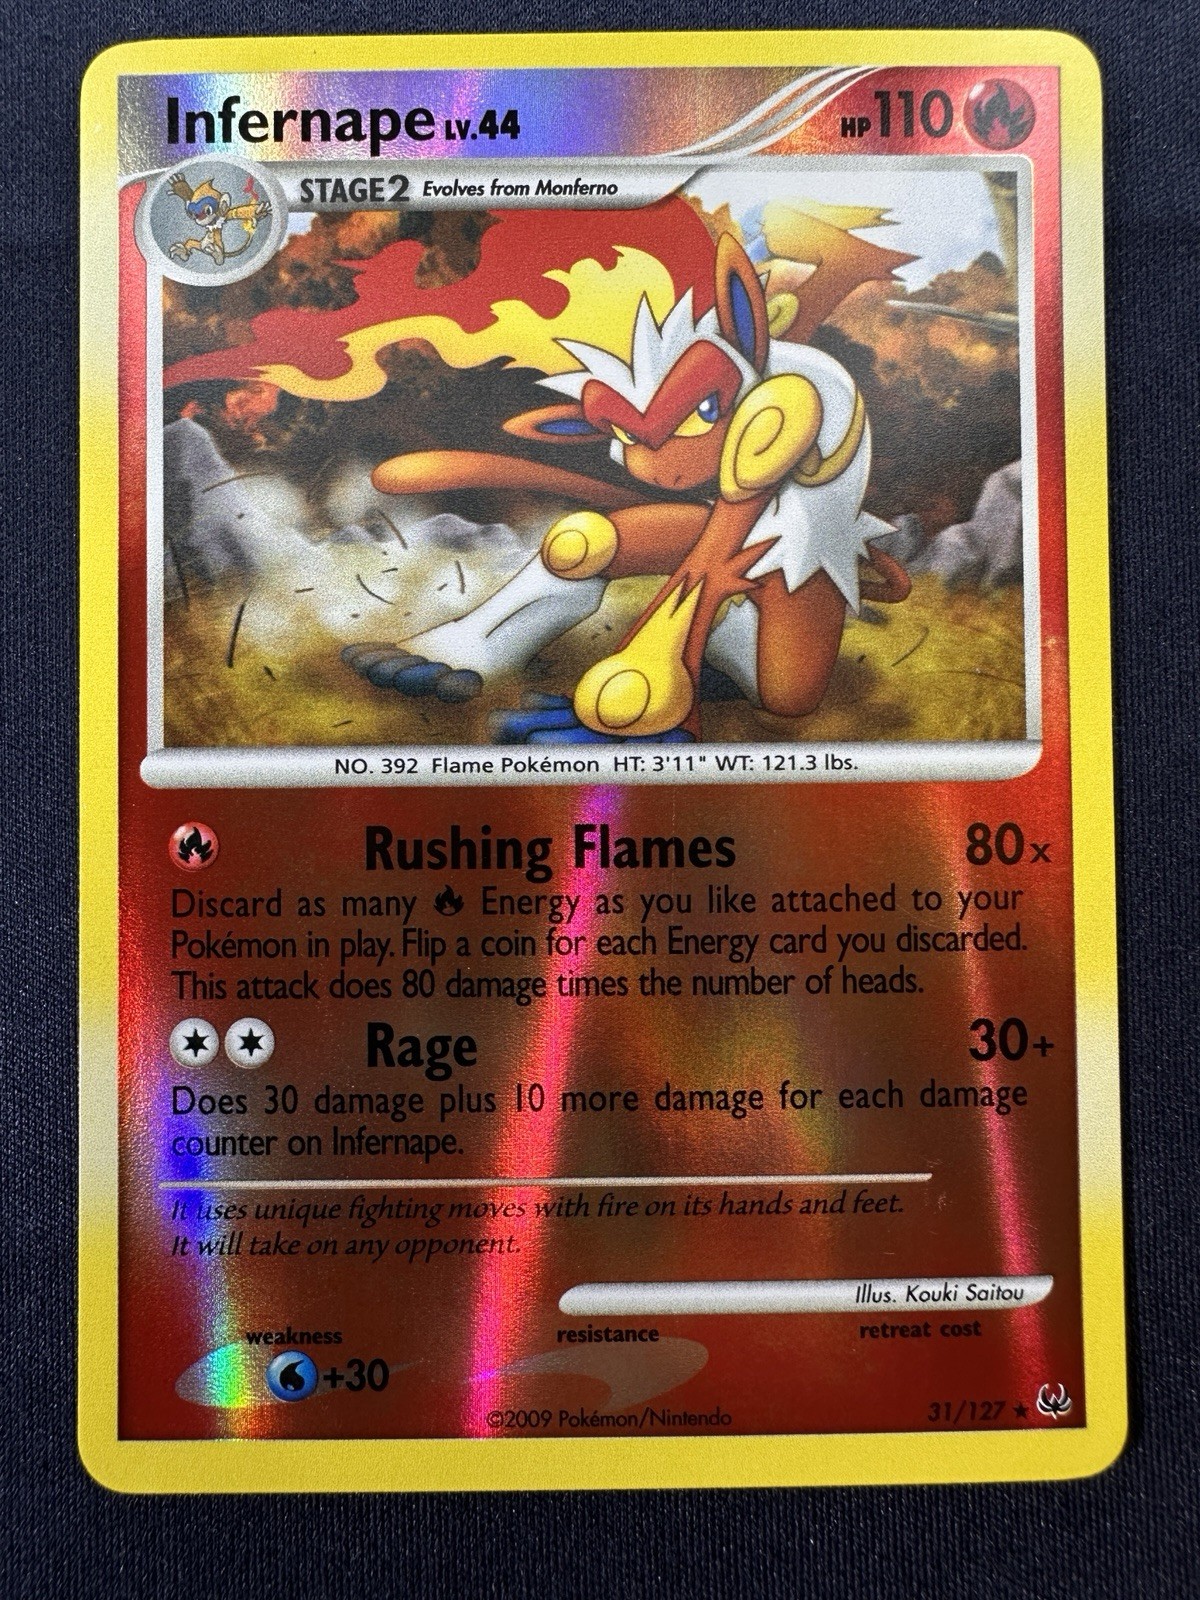 Infernape LV.44 HP 110
STAGE2 Evolves from Monferno
NO. 392 Flame Pokémon HT: 3'11" WT: 121.3 lbs.
Rushing Flames 80x
Discard as many Energy as you like attached to your
Pokémon in play. Flip a coin for each Energy card you discarded.
This attack does 80 damage times the number of heads.
Rage 30+
Does 30 damage plus 10 more damage for each damage
counter on Infernape.
It uses unique fighting moves with fire on its hands and feet.
It will take on any opponent.
Illus. Kouki Saitou
weakness resistance retreat cost
+30
©2009 Pokémon/Nintendo 31/127 ★